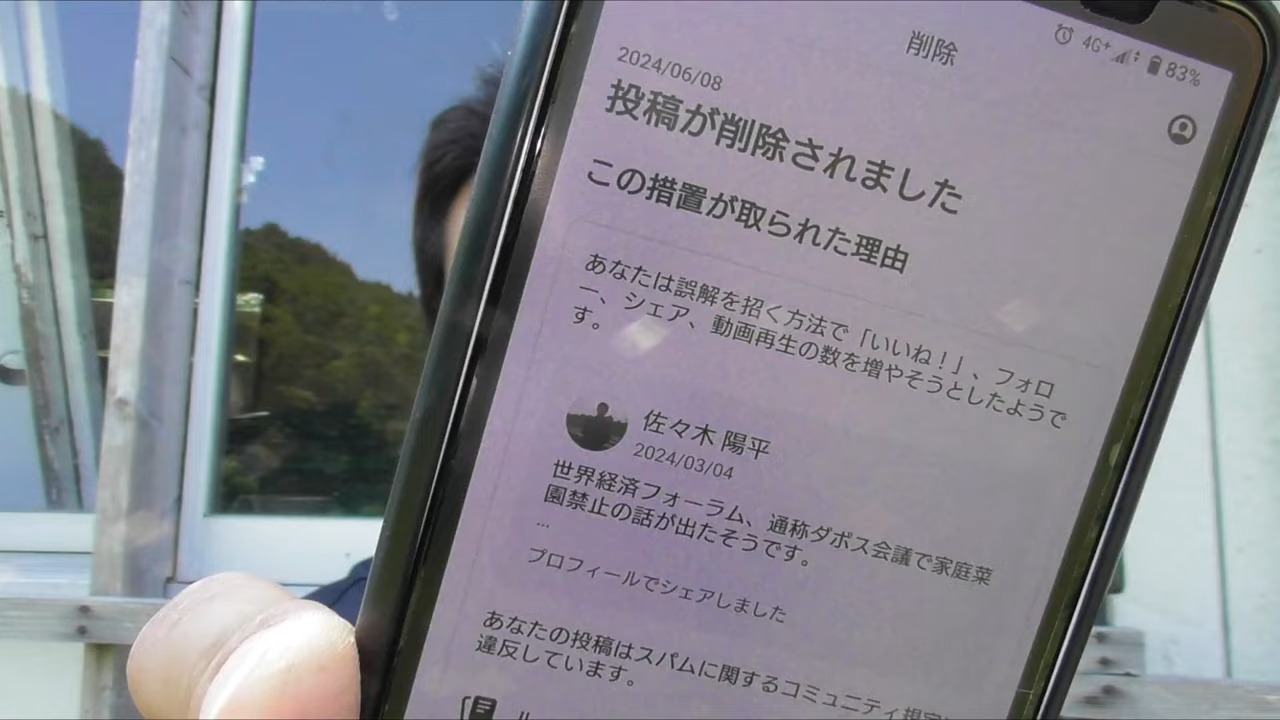 削除
4G+
83%
2024/06/08
投稿が削除されました
この措置が取られた理由
あなたは誤解を招く方法で「いいね！」、フォロ
ー、シェア、動画再生の数を増やそうとしたようで
す。
佐々木 陽平
2024/03/04
世界経済フォーラム、通称ダボス会議で家庭菜
園禁止の話が出たそうです。
...
プロフィールでシェアしました
あなたの投稿はスパムに関するコミュニティ規定に
違反しています。